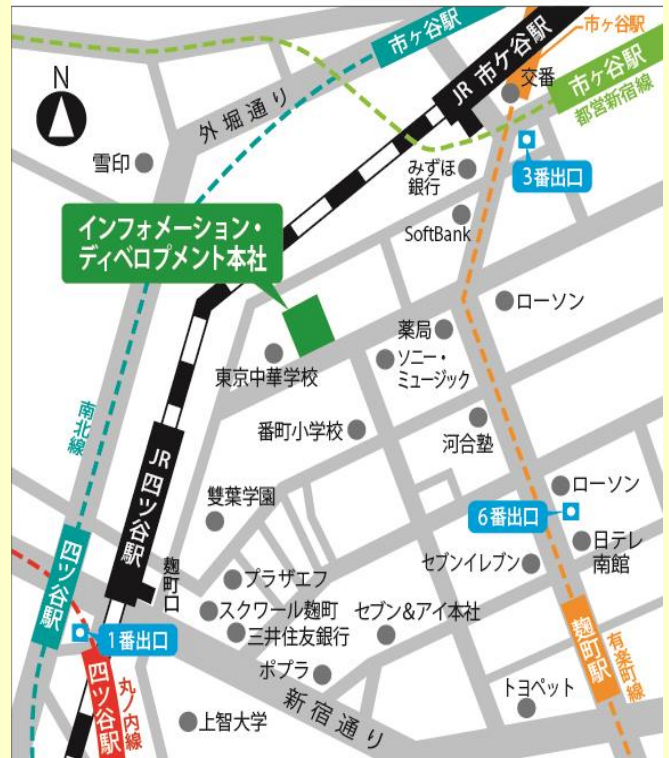 市ヶ谷駅
JR 市ケ谷駅
市ヶ谷駅
交番
市ヶ谷駅
都営新宿線
N
外堀通り
雪印
みずほ
銀行
3番出口
SoftBank
インフォメーション・
ディベロプメント本社
ローソン
薬局
東京中華学校
ソニー・
ミュージック
南北線
番町小学校
河合塾
JR 四ツ谷駅
雙葉学園
ローソン
6番出口
日テレ
南館
セブンイレブン
麹町口
プラザエフ
四ツ谷駅
スクワール麹町
セブン&アイ本社
1番出口
三井住友銀行
麹町駅
有楽町線
四ツ谷駅
丸ノ内線
ポプラ
新宿通り
トヨペット
上智大学